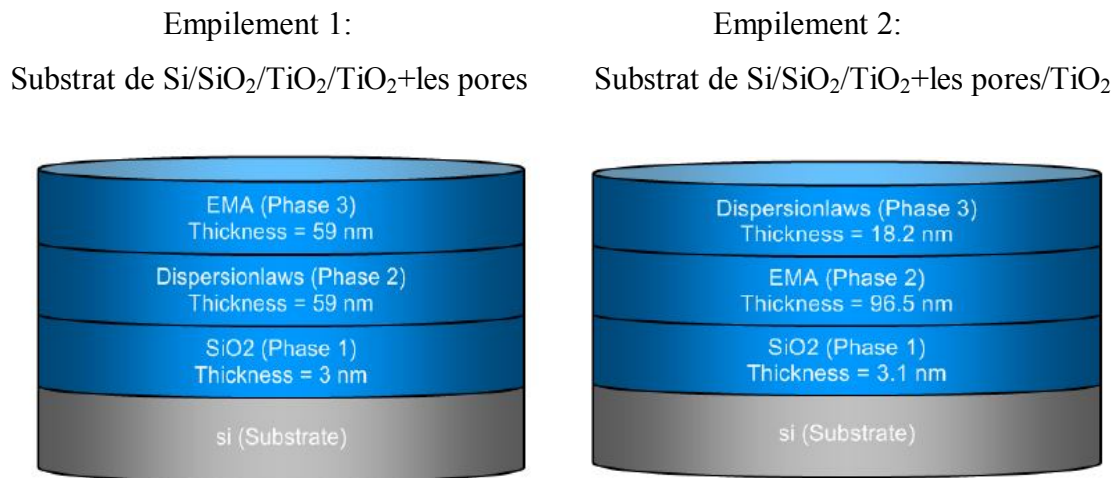 Empilement 1:
Substrat de Si/SiO₂/TiO₂/TiO₂+les pores
EMA (Phase 3)
Thickness = 59 nm
Dispersionlaws (Phase 2)
Thickness = 59 nm
SiO2 (Phase 1)
Thickness = 3 nm
si (Substrate)
Empilement 2:
Substrat de Si/SiO₂/TiO₂+les pores/TiO₂
Dispersionlaws (Phase 3)
Thickness = 18.2 nm
EMA (Phase 2)
Thickness = 96.5 nm
SiO2 (Phase 1)
Thickness = 3.1 nm
si (Substrate)